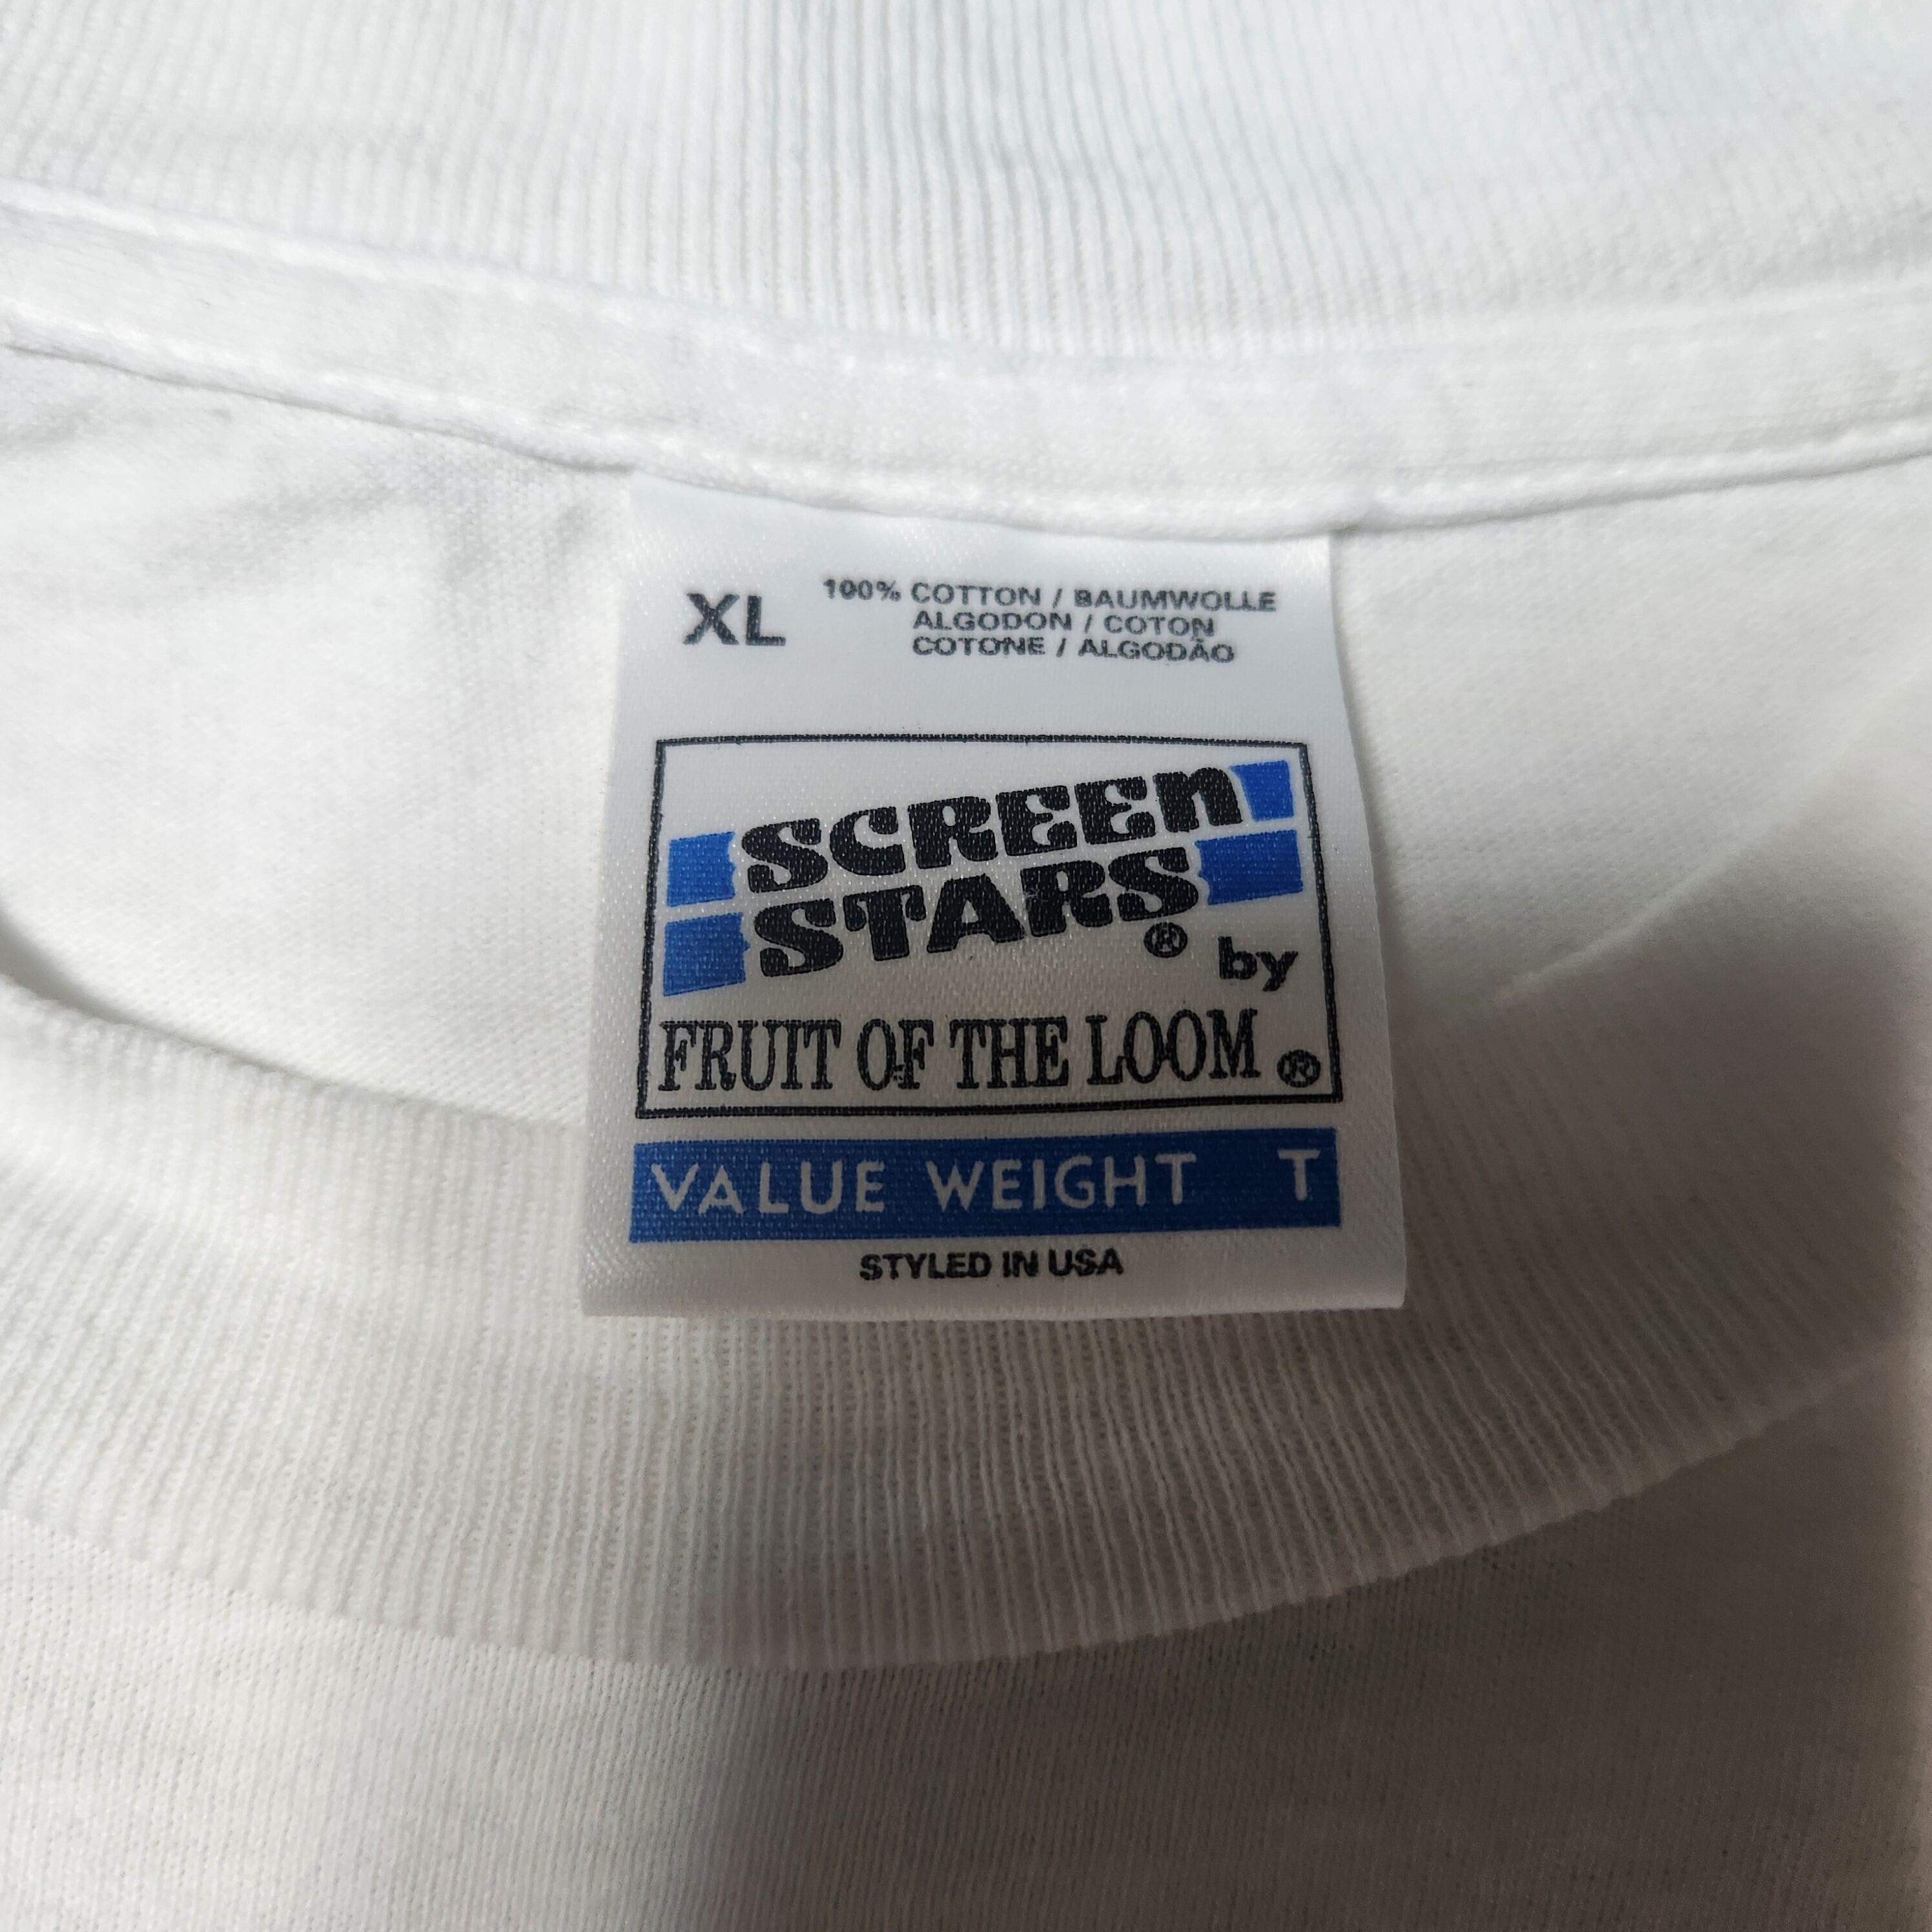 XL
100% COTTON / BAUMWOLLE
ALGODON / COTON
COTONE / ALGODÃO
SCREEN
STARS®
by
FRUIT OF THE LOOM®
VALUE WEIGHT T
STYLED IN USA